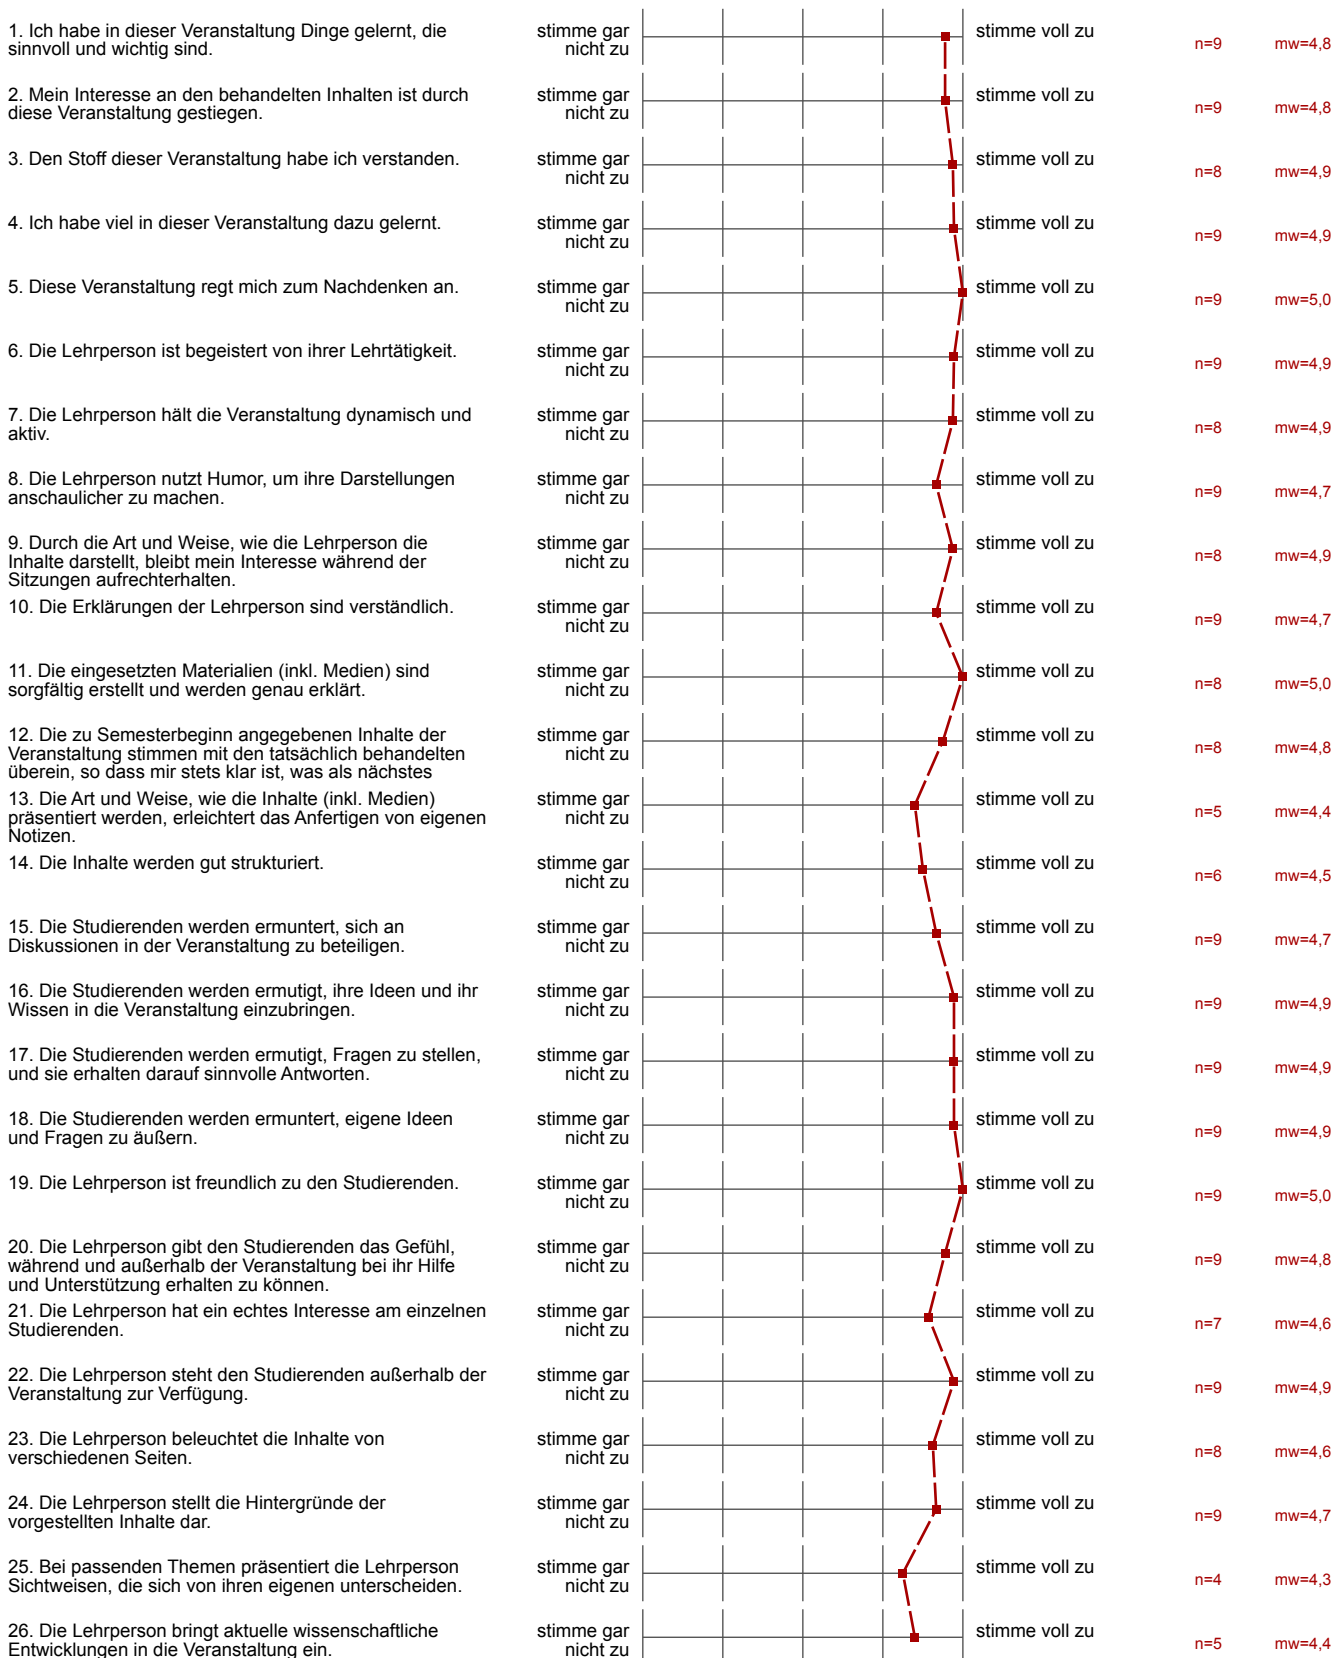 1. Ich habe in dieser Veranstaltung Dinge gelernt, die
sinnvoll und wichtig sind.
stimme gar
nicht zu
stimme voll zu
n=9
mw=4,8
2. Mein Interesse an den behandelten Inhalten ist durch
diese Veranstaltung gestiegen.
stimme gar
nicht zu
stimme voll zu
n=9
mw=4,8
3. Den Stoff dieser Veranstaltung habe ich verstanden.
stimme gar
nicht zu
stimme voll zu
n=8
mw=4,9
4. Ich habe viel in dieser Veranstaltung dazu gelernt.
stimme gar
nicht zu
stimme voll zu
n=9
mw=4,9
5. Diese Veranstaltung regt mich zum Nachdenken an.
stimme gar
nicht zu
stimme voll zu
n=9
mw=5,0
6. Die Lehrperson ist begeistert von ihrer Lehrtätigkeit.
stimme gar
nicht zu
stimme voll zu
n=9
mw=4,9
7. Die Lehrperson hält die Veranstaltung dynamisch und
aktiv.
stimme gar
nicht zu
stimme voll zu
n=8
mw=4,9
8. Die Lehrperson nutzt Humor, um ihre Darstellungen
anschaulicher zu machen.
stimme gar
nicht zu
stimme voll zu
n=9
mw=4,7
9. Durch die Art und Weise, wie die Lehrperson die
Inhalte darstellt, bleibt mein Interesse während der
Sitzungen aufrechterhalten.
stimme gar
nicht zu
stimme voll zu
n=8
mw=4,9
10. Die Erklärungen der Lehrperson sind verständlich.
stimme gar
nicht zu
stimme voll zu
n=9
mw=4,7
11. Die eingesetzten Materialien (inkl. Medien) sind
sorgfältig erstellt und werden genau erklärt.
stimme gar
nicht zu
stimme voll zu
n=8
mw=5,0
12. Die zu Semesterbeginn angegebenen Inhalte der
Veranstaltung stimmen mit den tatsächlich behandelten
überein, so dass mir stets klar ist, was als nächstes
stimme gar
nicht zu
stimme voll zu
n=8
mw=4,8
13. Die Art und Weise, wie die Inhalte (inkl. Medien)
präsentiert werden, erleichtert das Anfertigen von eigenen
Notizen.
stimme gar
nicht zu
stimme voll zu
n=5
mw=4,4
14. Die Inhalte werden gut strukturiert.
stimme gar
nicht zu
stimme voll zu
n=6
mw=4,5
15. Die Studierenden werden ermuntert, sich an
Diskussionen in der Veranstaltung zu beteiligen.
stimme gar
nicht zu
stimme voll zu
n=9
mw=4,7
16. Die Studierenden werden ermutigt, ihre Ideen und ihr
Wissen in die Veranstaltung einzubringen.
stimme gar
nicht zu
stimme voll zu
n=9
mw=4,9
17. Die Studierenden werden ermutigt, Fragen zu stellen,
und sie erhalten darauf sinnvolle Antworten.
stimme gar
nicht zu
stimme voll zu
n=9
mw=4,9
18. Die Studierenden werden ermuntert, eigene Ideen
und Fragen zu äußern.
stimme gar
nicht zu
stimme voll zu
n=9
mw=4,9
19. Die Lehrperson ist freundlich zu den Studierenden.
stimme gar
nicht zu
stimme voll zu
n=9
mw=5,0
20. Die Lehrperson gibt den Studierenden das Gefühl,
während und außerhalb der Veranstaltung bei ihr Hilfe
und Unterstützung erhalten zu können.
stimme gar
nicht zu
stimme voll zu
n=9
mw=4,8
21. Die Lehrperson hat ein echtes Interesse am einzelnen
Studierenden.
stimme gar
nicht zu
stimme voll zu
n=7
mw=4,6
22. Die Lehrperson steht den Studierenden außerhalb der
Veranstaltung zur Verfügung.
stimme gar
nicht zu
stimme voll zu
n=9
mw=4,9
23. Die Lehrperson beleuchtet die Inhalte von
verschiedenen Seiten.
stimme gar
nicht zu
stimme voll zu
n=8
mw=4,6
24. Die Lehrperson stellt die Hintergründe der
vorgestellten Inhalte dar.
stimme gar
nicht zu
stimme voll zu
n=9
mw=4,7
25. Bei passenden Themen präsentiert die Lehrperson
Sichtweisen, die sich von ihren eigenen unterscheiden.
stimme gar
nicht zu
stimme voll zu
n=4
mw=4,3
26. Die Lehrperson bringt aktuelle wissenschaftliche
Entwicklungen in die Veranstaltung ein.
stimme gar
nicht zu
stimme voll zu
n=5
mw=4,4